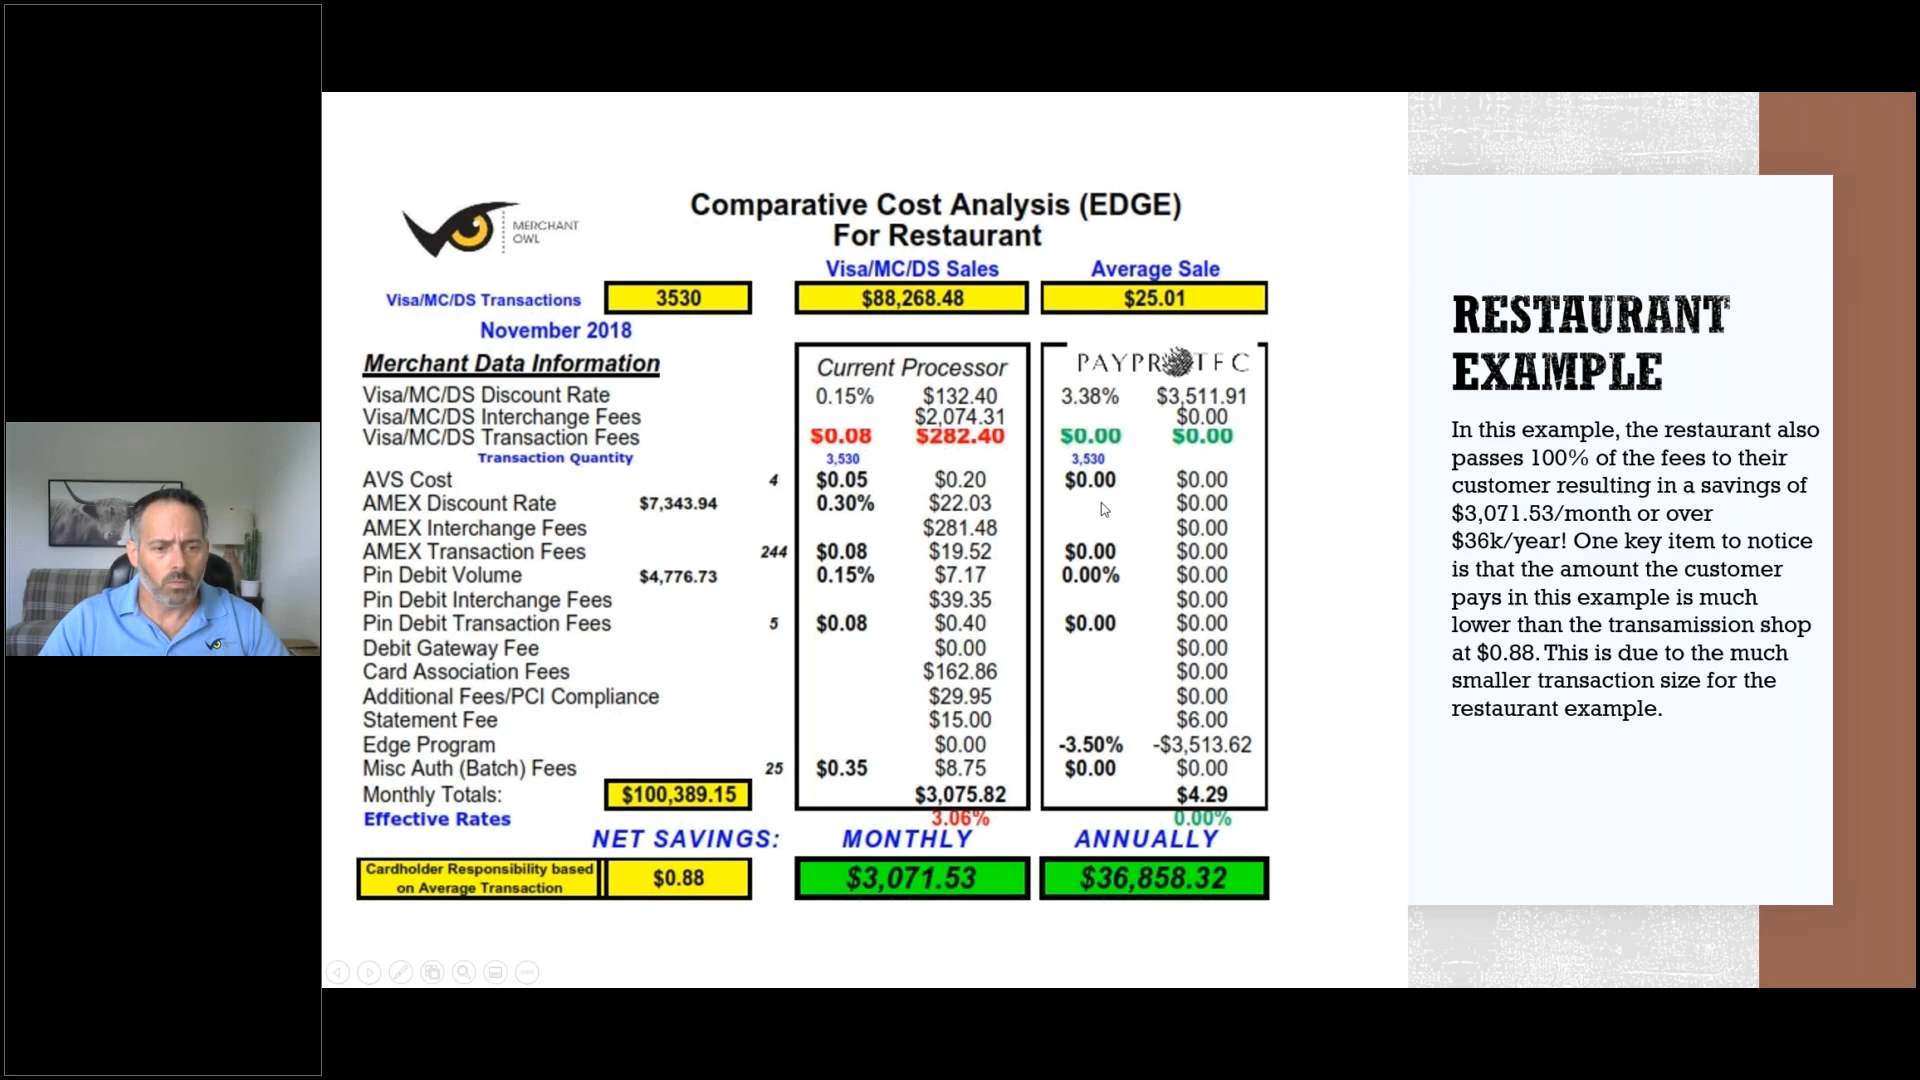 MERCHANT
OWL
Comparative Cost Analysis (EDGE)
For Restaurant
Visa/MC/DS Sales Average Sale
Visa/MC/DS Transactions 3530 $88,268.48 $25.01
November 2018
Merchant Data Information Current Processor PAYPROTEC
Visa/MC/DS Discount Rate 0.15% $132.40 3.38% $3,511.91
Visa/MC/DS Interchange Fees $2,074.31 $0.00
Visa/MC/DS Transaction Fees $0.08 $282.40 $0.00 $0.00
Transaction Quantity 3,530 3,530
AVS Cost 4 $0.05 $0.20 $0.00 $0.00
AMEX Discount Rate $7,343.94 0.30% $22.03 $0.00
AMEX Interchange Fees $281.48 $0.00
AMEX Transaction Fees 244 $0.08 $19.52 $0.00 $0.00
Pin Debit Volume $4,776.73 0.15% $7.17 0.00% $0.00
Pin Debit Interchange Fees $39.35 $0.00
Pin Debit Transaction Fees 5 $0.08 $0.40 $0.00 $0.00
Debit Gateway Fee $0.00 $0.00
Card Association Fees $162.86 $0.00
Additional Fees/PCI Compliance $29.95 $0.00
Statement Fee $15.00 $6.00
Edge Program $0.00 -3.50% -$3,513.62
Misc Auth (Batch) Fees 25 $0.35 $8.75 $0.00 $0.00
Monthly Totals: $100,389.15 $3,075.82 $4.29
Effective Rates 3.06% 0.00%
NET SAVINGS: MONTHLY ANNUALLY
Cardholder Responsibility based
on Average Transaction
$0.88 $3,071.53 $36,858.32
RESTAURANT
EXAMPLE
In this example, the restaurant also
passes 100% of the fees to their
customer resulting in a savings of
$3,071.53/month or over
$36k/year! One key item to notice
is that the amount the customer
pays in this example is much
lower than the transamission shop
at $0.88. This is due to the much
smaller transaction size for the
restaurant example.